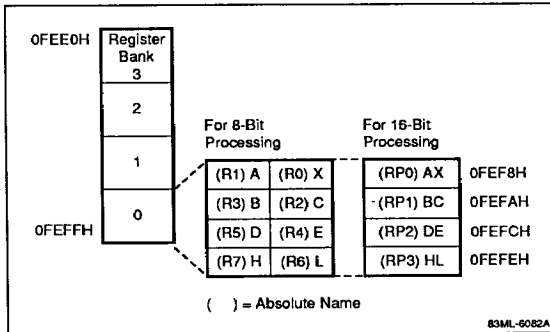 0FEE0H
Register
Bank
3
2
1
0
0FEFFH
For 8-Bit
Processing
(R1) A (R0) X
(R3) B (R2) C
(R5) D (R4) E
(R7) H (R6) L
For 16-Bit
Processing
(RP0) AX 0FEF8H
(RP1) BC 0FEFAH
(RP2) DE 0FEFCH
(RP3) HL 0FEFEH
( ) = Absolute Name
83ML-6082A